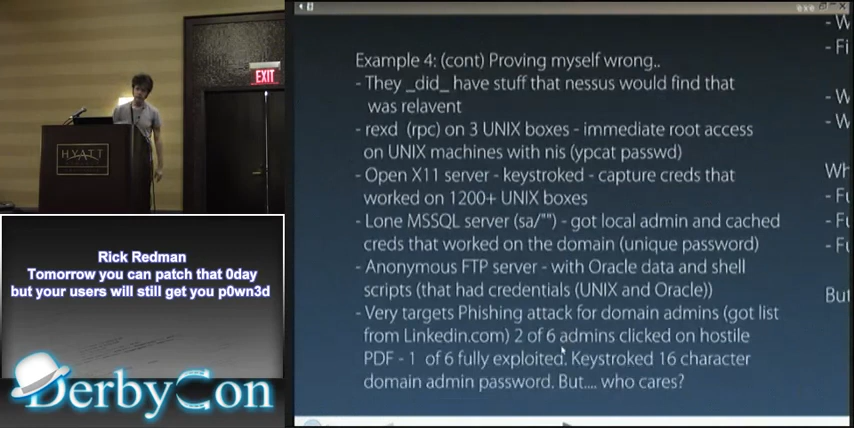 EXIT
HYATT
Rick Redman
Tomorrow you can patch that 0day
but your users will still get you p0wn3d
DerbyCon
Example 4: (cont) Proving myself wrong..
- They _did_ have stuff that nessus would find that
was relavent
- rexd (rpc) on 3 UNIX boxes - immediate root access
on UNIX machines with nis (ypcat passwd)
- Open X11 server - keystroked - capture creds that
worked on 1200+ UNIX boxes
- Lone MSSQL server (sa/"") - got local admin and cached
creds that worked on the domain (unique password)
- Anonymous FTP server - with Oracle data and shell
scripts (that had credentials (UNIX and Oracle))
- Very targets Phishing attack for domain admins (got list
from Linkedin.com) 2 of 6 admins clicked on hostile
PDF - 1 of 6 fully exploited. Keystroked 16 character
domain admin password. But.... who cares?
- W
- Fi
- W
- W
Wh
- Fu
- Fu
- Fu
But